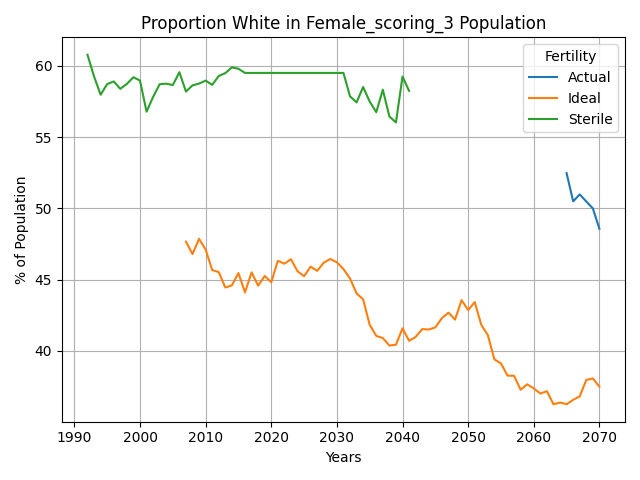 Proportion White in Female_scoring_3 Population
Fertility
Actual
Ideal
Sterile
% of Population
60
55
50
45
40
1990 2000 2010 2020 2030 2040 2050 2060 2070
Years